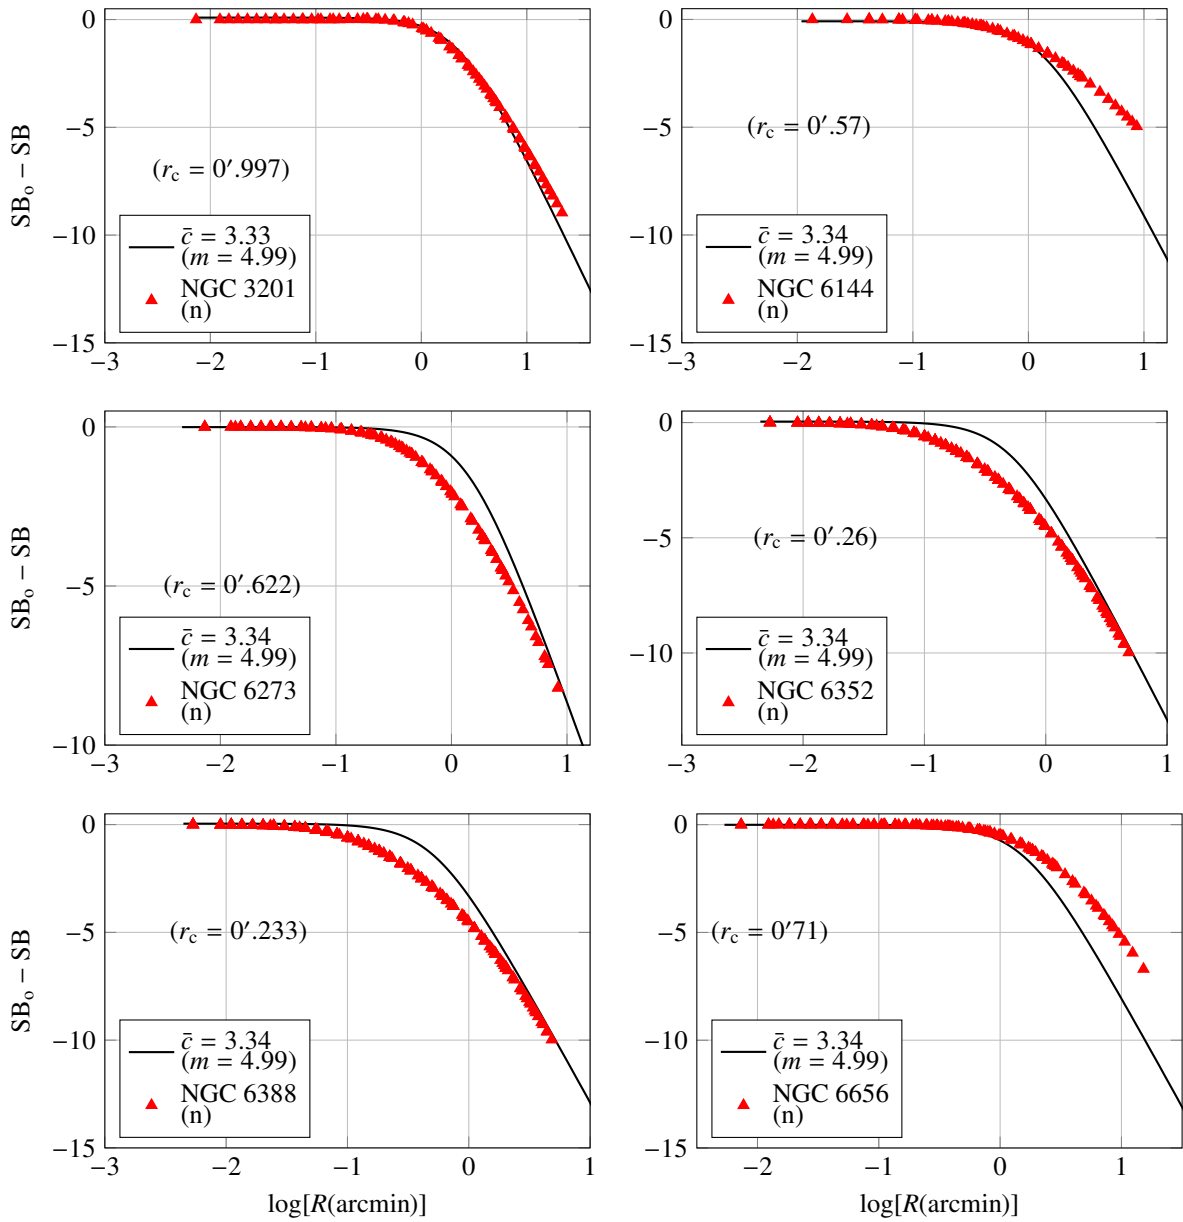 0
−5
−10
−15
SB₀ − SB
(r_c = 0′.997)
c̄ = 3.33
(m = 4.99)
NGC 3201
(n)
−3 −2 −1 0 1
0
−5
−10
−15
(r_c = 0′.57)
c̄ = 3.34
(m = 4.99)
NGC 6144
(n)
−3 −2 −1 0 1
0
−5
−10
SB₀ − SB
(r_c = 0′.622)
c̄ = 3.34
(m = 4.99)
NGC 6273
(n)
−3 −2 −1 0 1
0
−5
−10
(r_c = 0′.26)
c̄ = 3.34
(m = 4.99)
NGC 6352
(n)
−3 −2 −1 0 1
0
−5
−10
−15
SB₀ − SB
(r_c = 0′.233)
c̄ = 3.34
(m = 4.99)
NGC 6388
(n)
−3 −2 −1 0 1
log[R(arcmin)]
0
−5
−10
−15
(r_c = 0′71)
c̄ = 3.34
(m = 4.99)
NGC 6656
(n)
−2 −1 0 1
log[R(arcmin)]